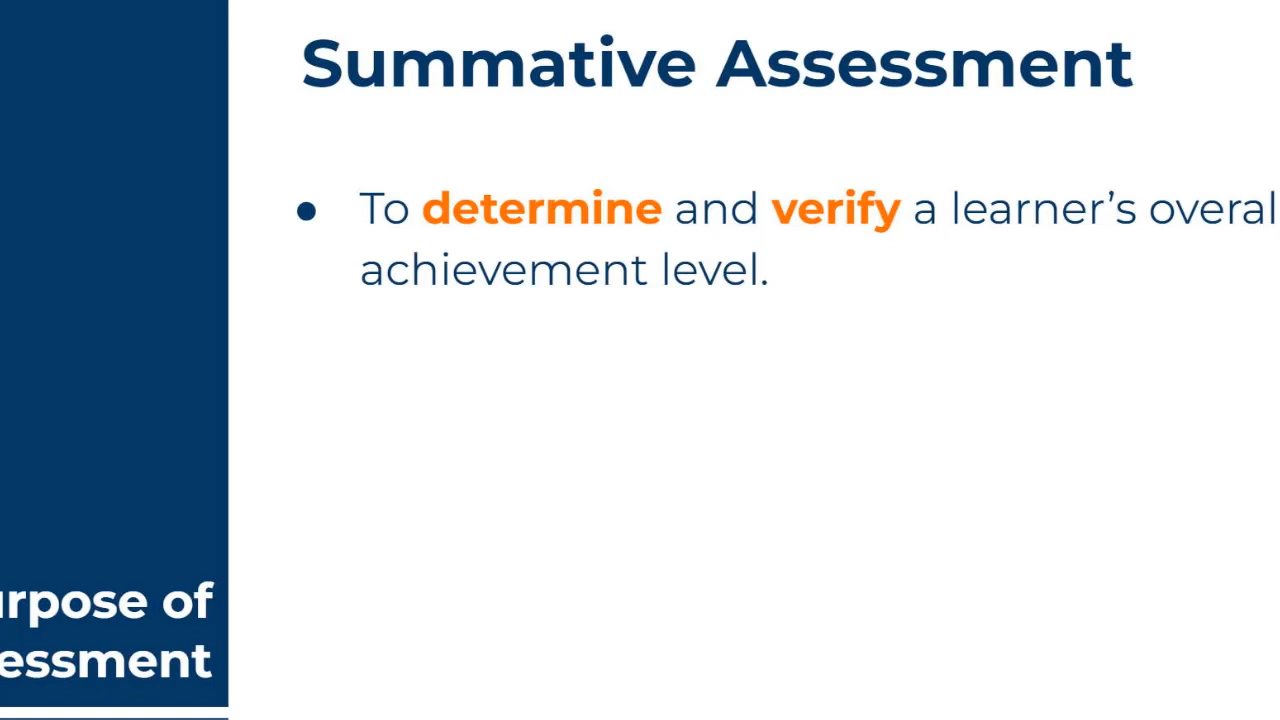 Summative Assessment
● To determine and verify a learner’s overal
achievement level.
urpose of
essment